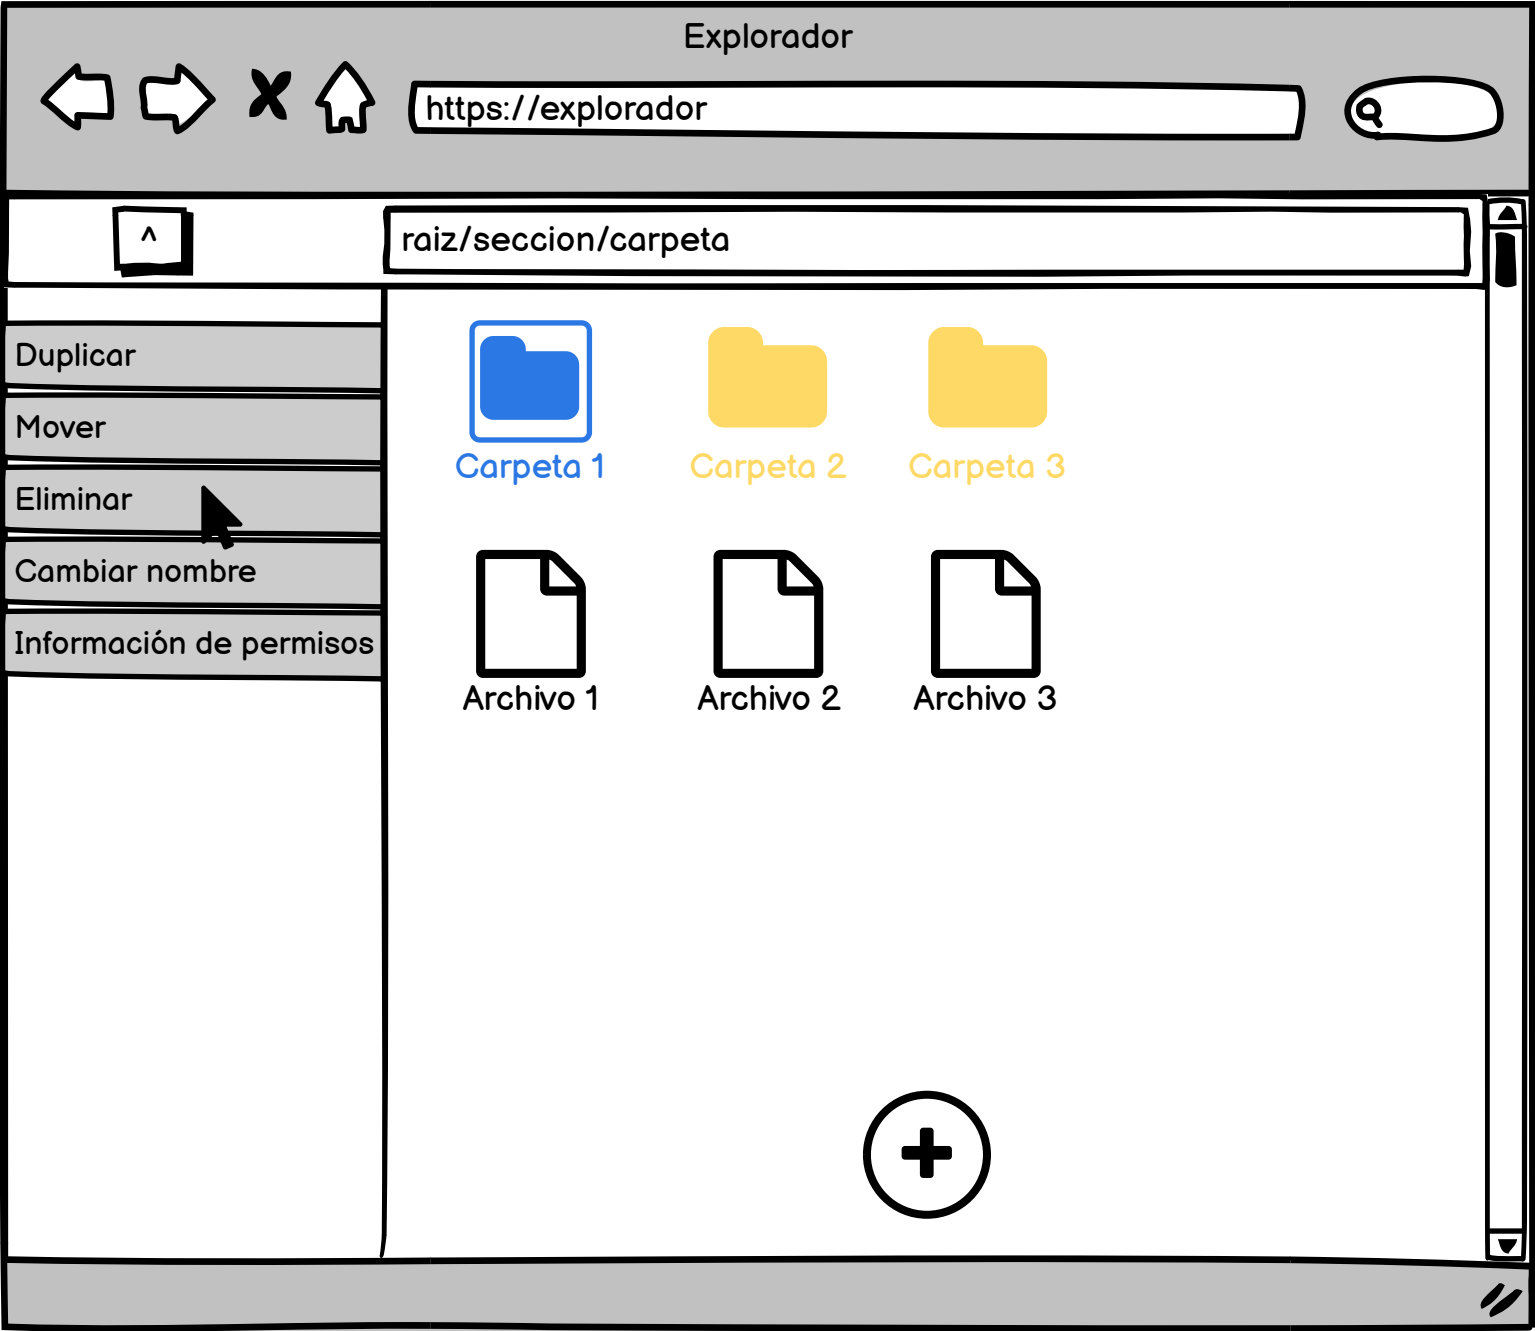 Explorador
https://explorador
^
raiz/seccion/carpeta
Duplicar
Mover
Eliminar
Cambiar nombre
Información de permisos
Carpeta 1
Carpeta 2
Carpeta 3
Archivo 1
Archivo 2
Archivo 3